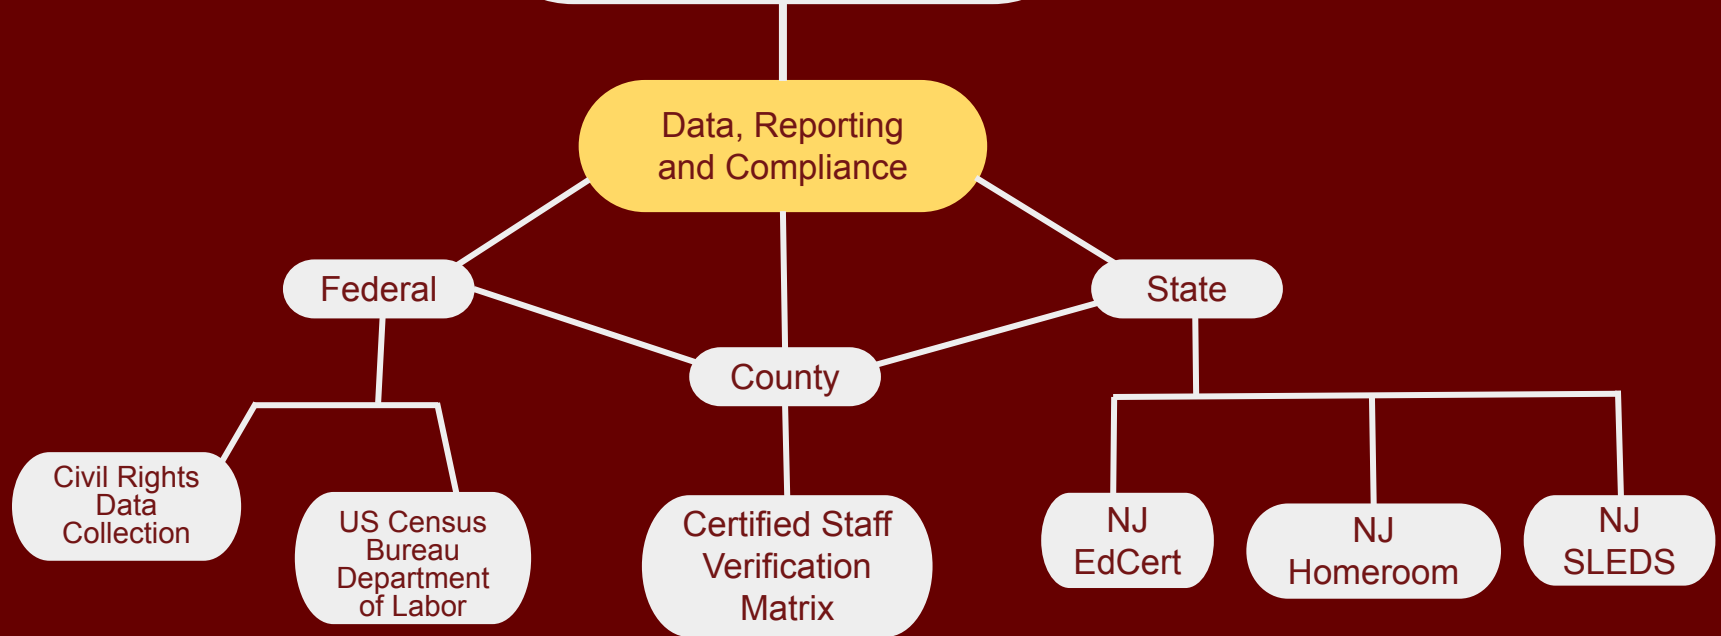 Data, Reporting
and Compliance
Federal
State
County
Civil Rights
Data
Collection
US Census
Bureau
Department
of Labor
Certified Staff
Verification
Matrix
NJ
EdCert
NJ
Homeroom
NJ
SLEDS